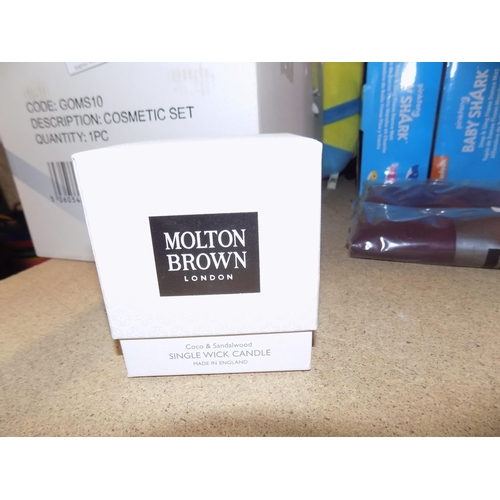 CODE: GOMS10
DESCRIPTION: COSMETIC SET
QUANTITY: 1PC
MOLTON
BROWN
LONDON
Coco & Sandalwood
SINGLE WICK CANDLE
MADE IN ENGLAND
SHARK
pinkfong
BABY SHARK